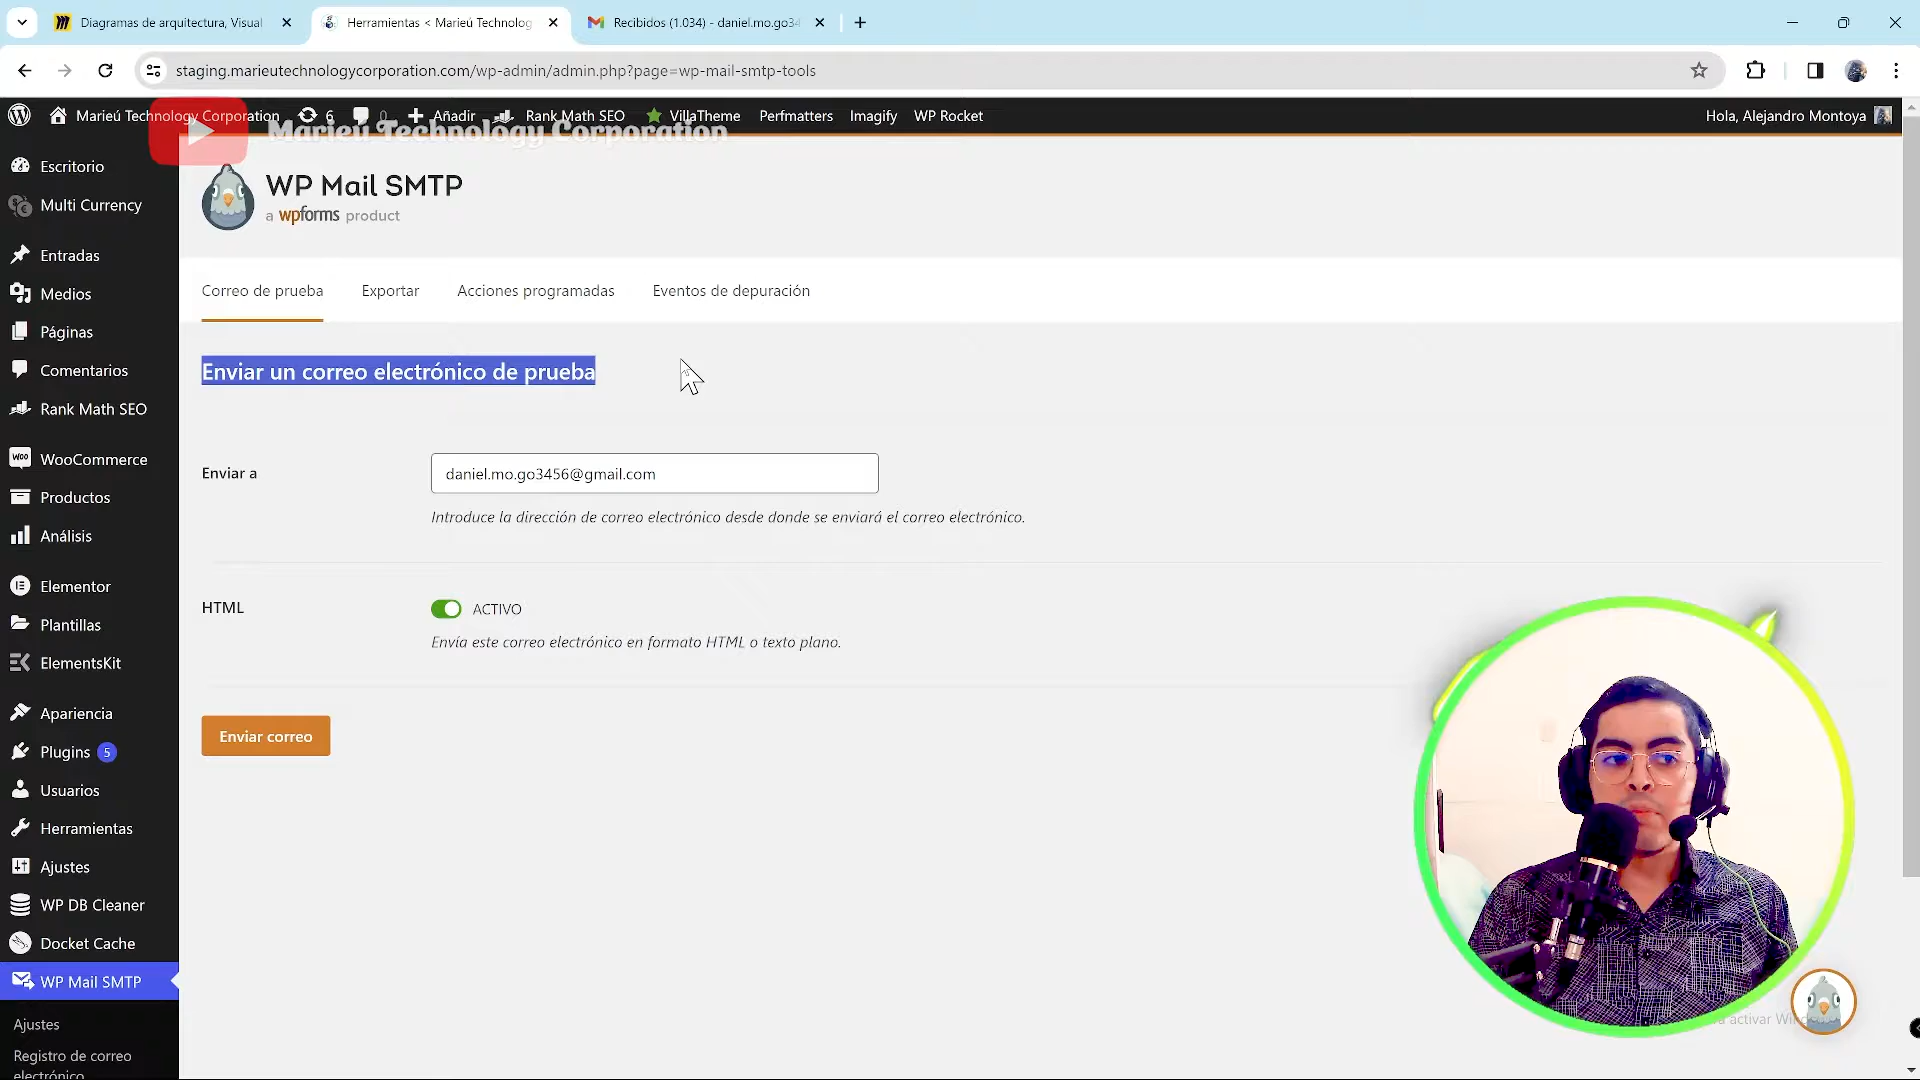 Diagramas de arquitectura, Visual
Herramientas < Marieú Technolog
Recibidos (1.034) - daniel.mo.go34
staging.marieutechnologycorporation.com/wp-admin/admin.php?page=wp-mail-smtp-tools
Marieú Technology Corporation
6
0
Añadir
Rank Math SEO
VillaTheme
Perfmatters
Imagify
WP Rocket
Hola, Alejandro Montoya
Marieú Technology Corporation
Escritorio
Multi Currency
Entradas
Medios
Páginas
Comentarios
Rank Math SEO
WooCommerce
Productos
Análisis
Elementor
Plantillas
ElementsKit
Apariencia
Plugins 5
Usuarios
Herramientas
Ajustes
WP DB Cleaner
Docket Cache
WP Mail SMTP
Ajustes
Registro de correo
electrónico
WP Mail SMTP
a wpforms product
Correo de prueba
Exportar
Acciones programadas
Eventos de depuración
Enviar un correo electrónico de prueba
Enviar a
daniel.mo.go3456@gmail.com
Introduce la dirección de correo electrónico desde donde se enviará el correo electrónico.
HTML
ACTIVO
Envía este correo electrónico en formato HTML o texto plano.
Enviar correo
activar